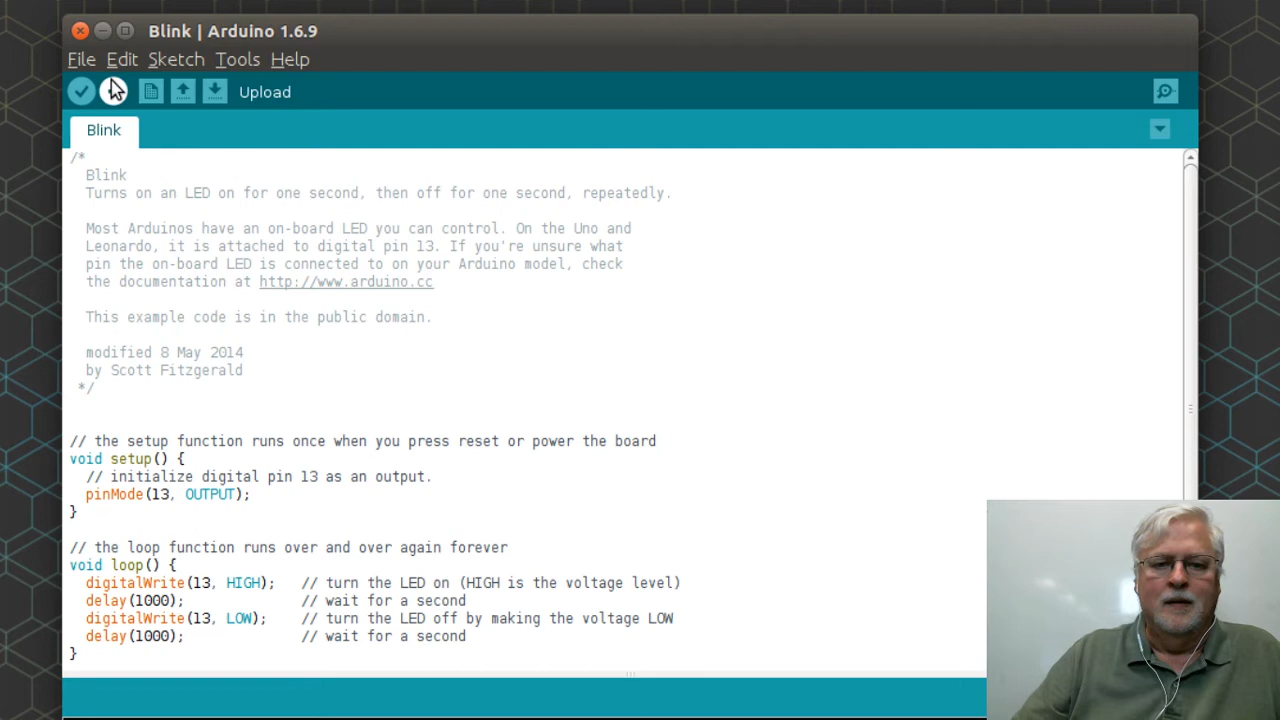 Blink | Arduino 1.6.9
File Edit Sketch Tools Help
Upload
Blink
/*
Blink
Turns on an LED on for one second, then off for one second, repeatedly.
Most Arduinos have an on-board LED you can control. On the Uno and
Leonardo, it is attached to digital pin 13. If you're unsure what
pin the on-board LED is connected to on your Arduino model, check
the documentation at http://www.arduino.cc
This example code is in the public domain.
modified 8 May 2014
by Scott Fitzgerald
*/
// the setup function runs once when you press reset or power the board
void setup() {
// initialize digital pin 13 as an output.
pinMode(13, OUTPUT);
}
// the loop function runs over and over again forever
void loop() {
digitalWrite(13, HIGH); // turn the LED on (HIGH is the voltage level)
delay(1000); // wait for a second
digitalWrite(13, LOW); // turn the LED off by making the voltage LOW
delay(1000); // wait for a second
}